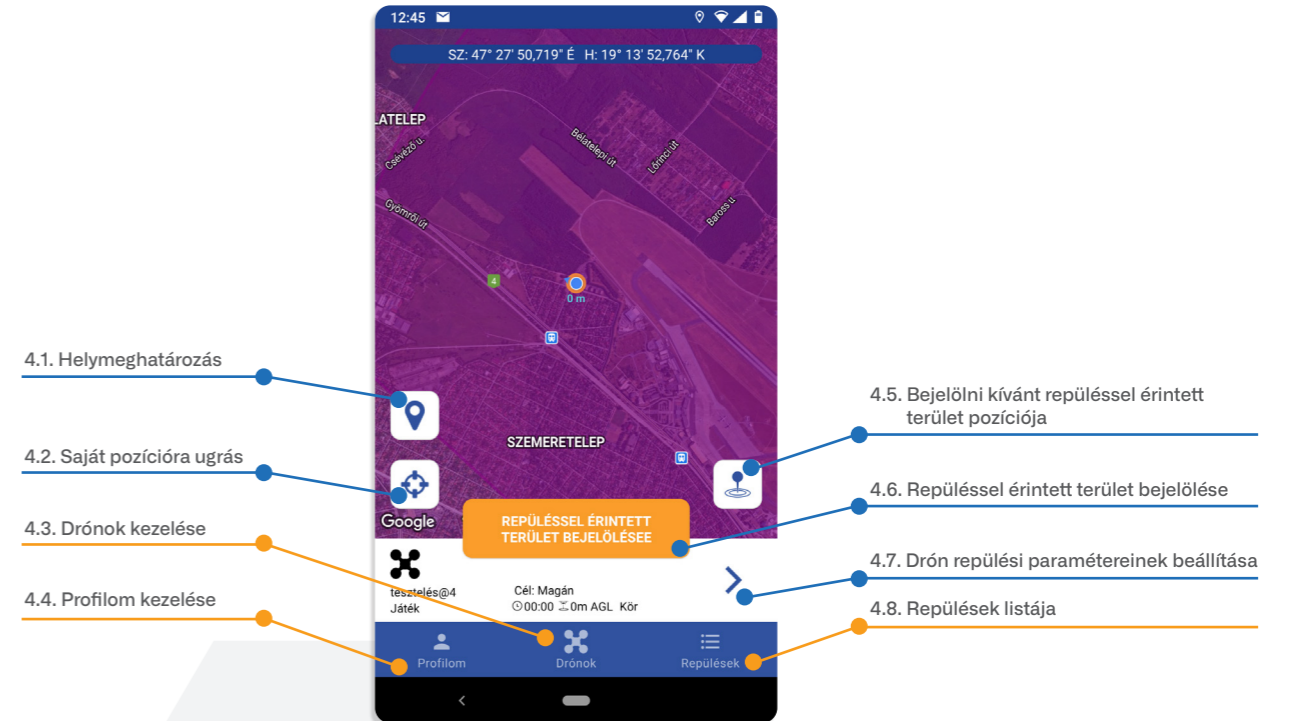 12:45
SZ: 47° 27' 50,719" É H: 19° 13' 52,764" K
ATELEP
Csévéző u.
Bélatelepi út
Lőrinci út
Baross u.
Gyömrői út
4
0 m
SZEMERETELEP
Google
REPÜLÉSSEL ÉRINTETT
TERÜLET BEJELÖLÉSEE
tesztelés@4
Játék
Cél: Magán
00:00 0m AGL Kör
Profilom
Drónok
Repülések
4.1. Helymeghatározás
4.2. Saját pozícióra ugrás
4.3. Drónok kezelése
4.4. Profilom kezelése
4.5. Bejelölni kívánt repüléssel érintett
terület pozíciója
4.6. Repüléssel érintett terület bejelölése
4.7. Drón repülési paramétereinek beállítása
4.8. Repülések listája